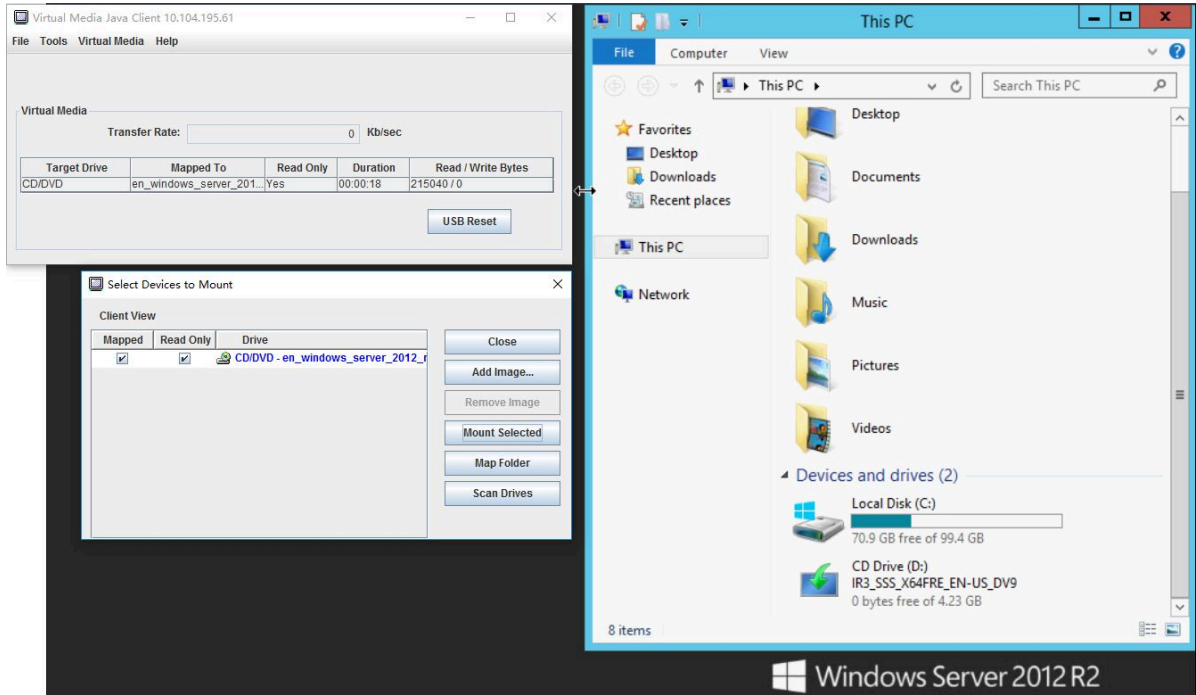 Virtual Media Java Client 10.104.195.61
File Tools Virtual Media Help
Virtual Media
Transfer Rate: 0 Kb/sec
Target Drive Mapped To Read Only Duration Read / Write Bytes
CD/DVD en_windows_server_201... Yes 00:00:18 215040 / 0
USB Reset
Select Devices to Mount
Client View
Mapped Read Only Drive
CD/DVD - en_windows_server_2012_r
Close
Add Image...
Remove Image
Mount Selected
Map Folder
Scan Drives
This PC
File Computer View
This PC
Search This PC
Favorites
Desktop
Downloads
Recent places
This PC
Network
Desktop
Documents
Downloads
Music
Pictures
Videos
Devices and drives (2)
Local Disk (C:)
70.9 GB free of 99.4 GB
CD Drive (D:)
IR3_SSS_X64FRE_EN-US_DV9
0 bytes free of 4.23 GB
8 items
Windows Server 2012 R2